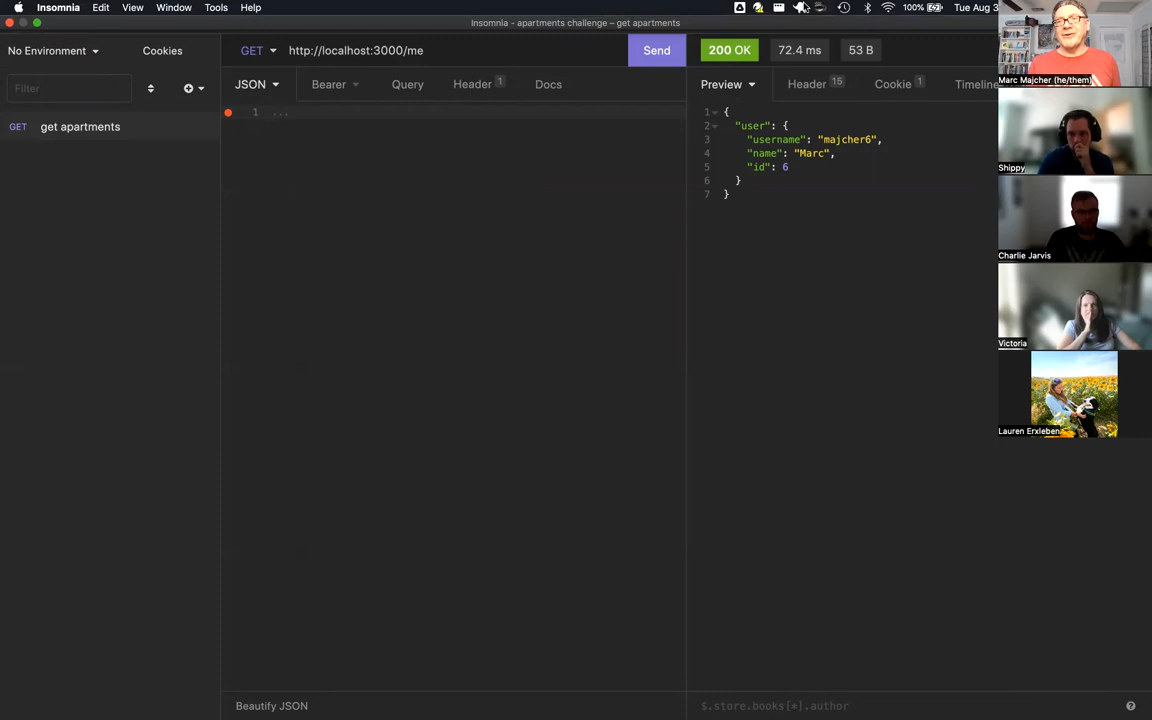 Insomnia Edit View Window Tools Help 100% Tue Aug 3
Insomnia - apartments challenge – get apartments
No Environment Cookies
GET http://localhost:3000/me Send 200 OK 72.4 ms 53 B
Filter
JSON Bearer Query Header 1 Docs
Preview Header 15 Cookie 1 Timeline
GET get apartments
1 ...
1 {
2 "user": {
3 "username": "majcher6",
4 "name": "Marc",
5 "id": 6
6 }
7 }
Marc Majcher (he/them)
Shippy
Charlie Jarvis
Victoria
Lauren Erxleben
Beautify JSON
$.store.books[*].author